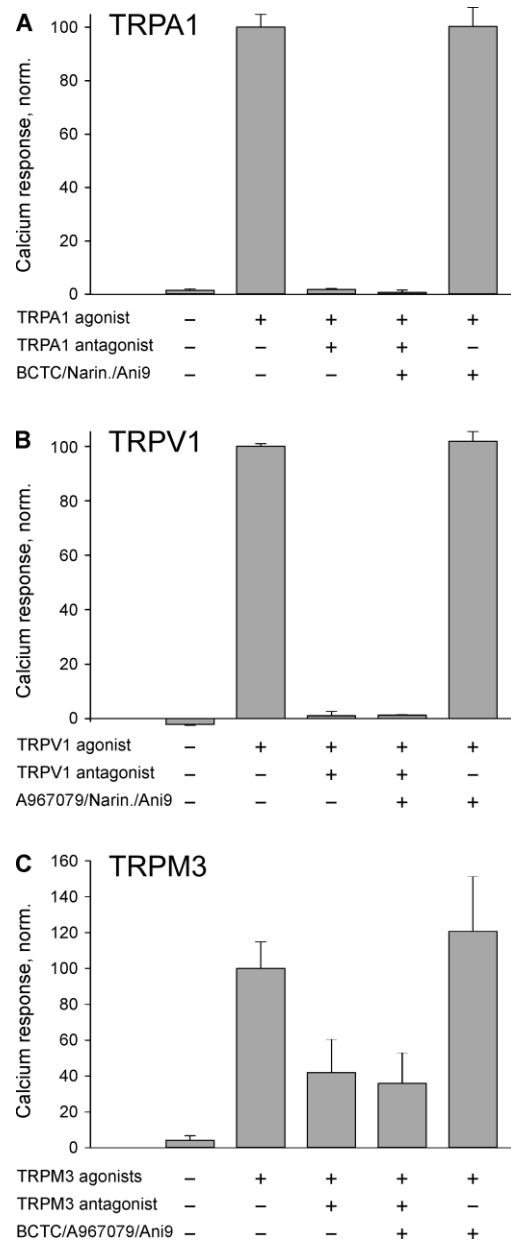 A TRPA1
Calcium response, norm.
100
80
60
40
20
0
TRPA1 agonist – + + + +
TRPA1 antagonist – – + + –
BCTC/Narin./Ani9 – – – + +
B TRPV1
Calcium response, norm.
100
80
60
40
20
0
TRPV1 agonist – + + + +
TRPV1 antagonist – – + + –
A967079/Narin./Ani9 – – – + +
C TRPM3
Calcium response, norm.
160
140
120
100
80
60
40
20
0
TRPM3 agonists – + + + +
TRPM3 antagonist – – + + –
BCTC/A967079/Ani9 – – – + +